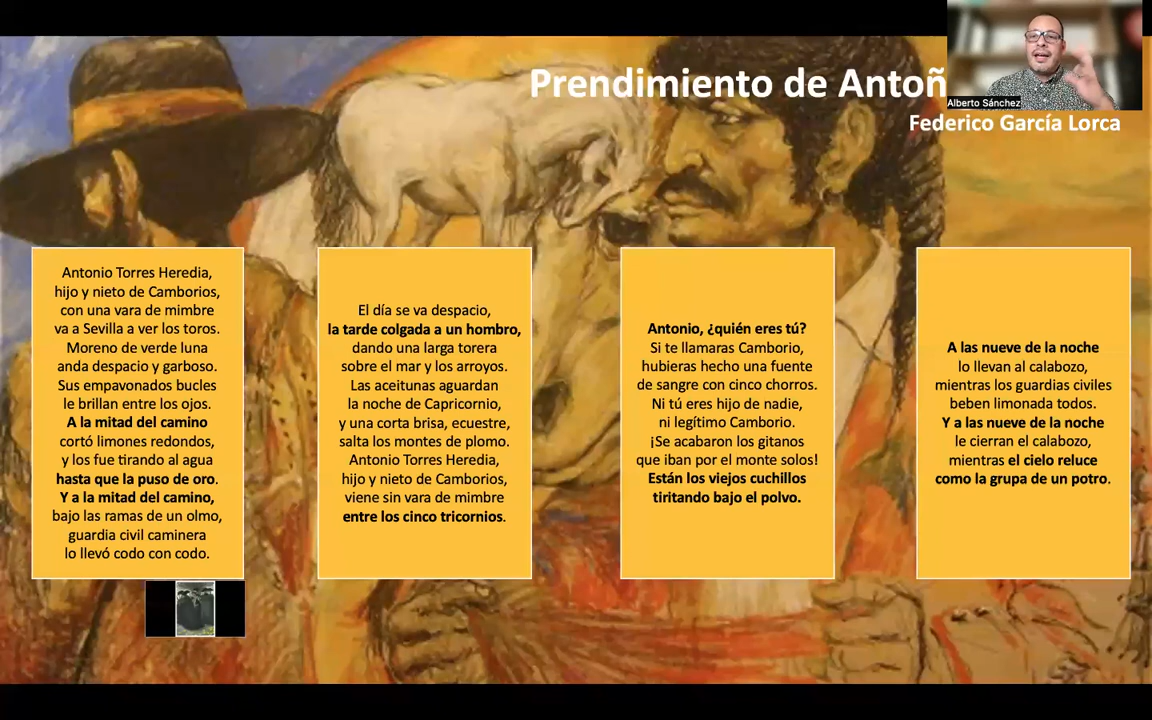 Prendimiento de Antoñ
Alberto Sánchez
Federico García Lorca
Antonio Torres Heredia,
hijo y nieto de Camborios,
con una vara de mimbre
va a Sevilla a ver los toros.
Moreno de verde luna
anda despacio y garboso.
Sus empavonados bucles
le brillan entre los ojos.
A la mitad del camino
cortó limones redondos,
y los fue tirando al agua
hasta que la puso de oro.
Y a la mitad del camino,
bajo las ramas de un olmo,
guardia civil caminera
lo llevó codo con codo.
El día se va despacio,
la tarde colgada a un hombro,
dando una larga torera
sobre el mar y los arroyos.
Las aceitunas aguardan
la noche de Capricornio,
y una corta brisa, ecuestre,
salta los montes de plomo.
Antonio Torres Heredia,
hijo y nieto de Camborios,
viene sin vara de mimbre
entre los cinco tricornios.
Antonio, ¿quién eres tú?
Si te llamaras Camborio,
hubieras hecho una fuente
de sangre con cinco chorros.
Ni tú eres hijo de nadie,
ni legítimo Camborio.
¡Se acabaron los gitanos
que iban por el monte solos!
Están los viejos cuchillos
tiritando bajo el polvo.
A las nueve de la noche
lo llevan al calabozo,
mientras los guardias civiles
beben limonada todos.
Y a las nueve de la noche
le cierran el calabozo,
mientras el cielo reluce
como la grupa de un potro.